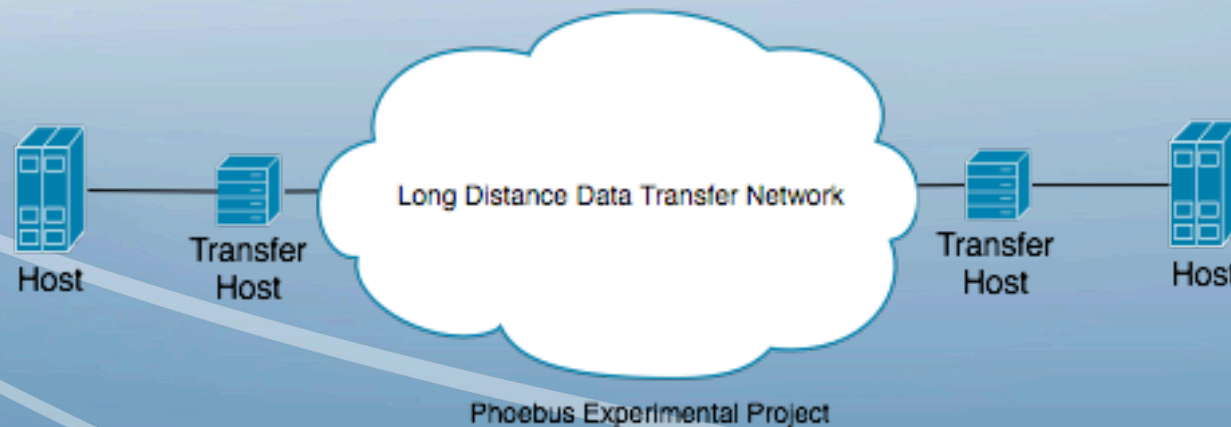 Long Distance Data Transfer Network
Host
Transfer
Host
Transfer
Host
Host
Phoebus Experimental Project